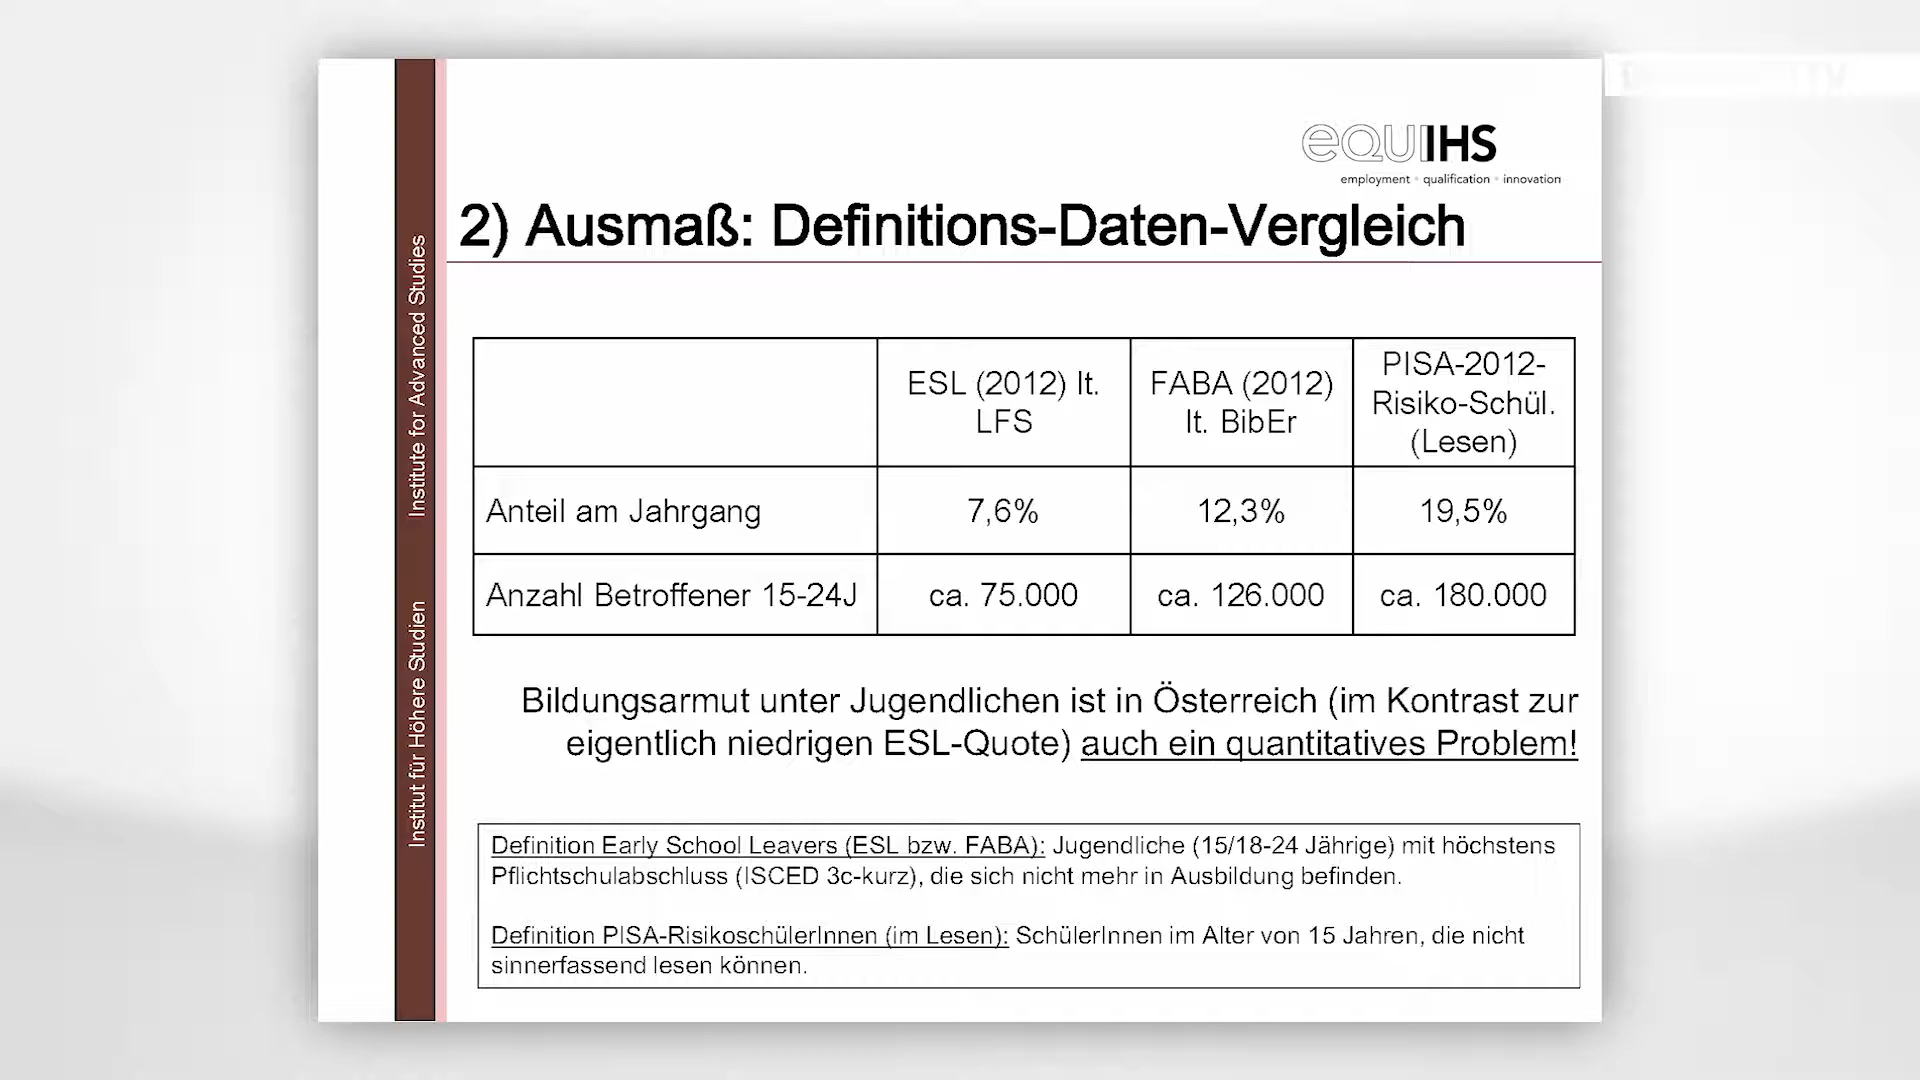 equIHS
employment • qualification • innovation
2) Ausmaß: Definitions-Daten-Vergleich
Institute for Advanced Studies
Institut für Höhere Studien
ESL (2012) lt.
LFS
FABA (2012)
lt. BibEr
PISA-2012-
Risiko-Schül.
(Lesen)
Anteil am Jahrgang 7,6% 12,3% 19,5%
Anzahl Betroffener 15-24J ca. 75.000 ca. 126.000 ca. 180.000
Bildungsarmut unter Jugendlichen ist in Österreich (im Kontrast zur
eigentlich niedrigen ESL-Quote) auch ein quantitatives Problem!
Definition Early School Leavers (ESL bzw. FABA): Jugendliche (15/18-24 Jährige) mit höchstens
Pflichtschulabschluss (ISCED 3c-kurz), die sich nicht mehr in Ausbildung befinden.
Definition PISA-RisikoschülerInnen (im Lesen): SchülerInnen im Alter von 15 Jahren, die nicht
sinnerfassend lesen können.